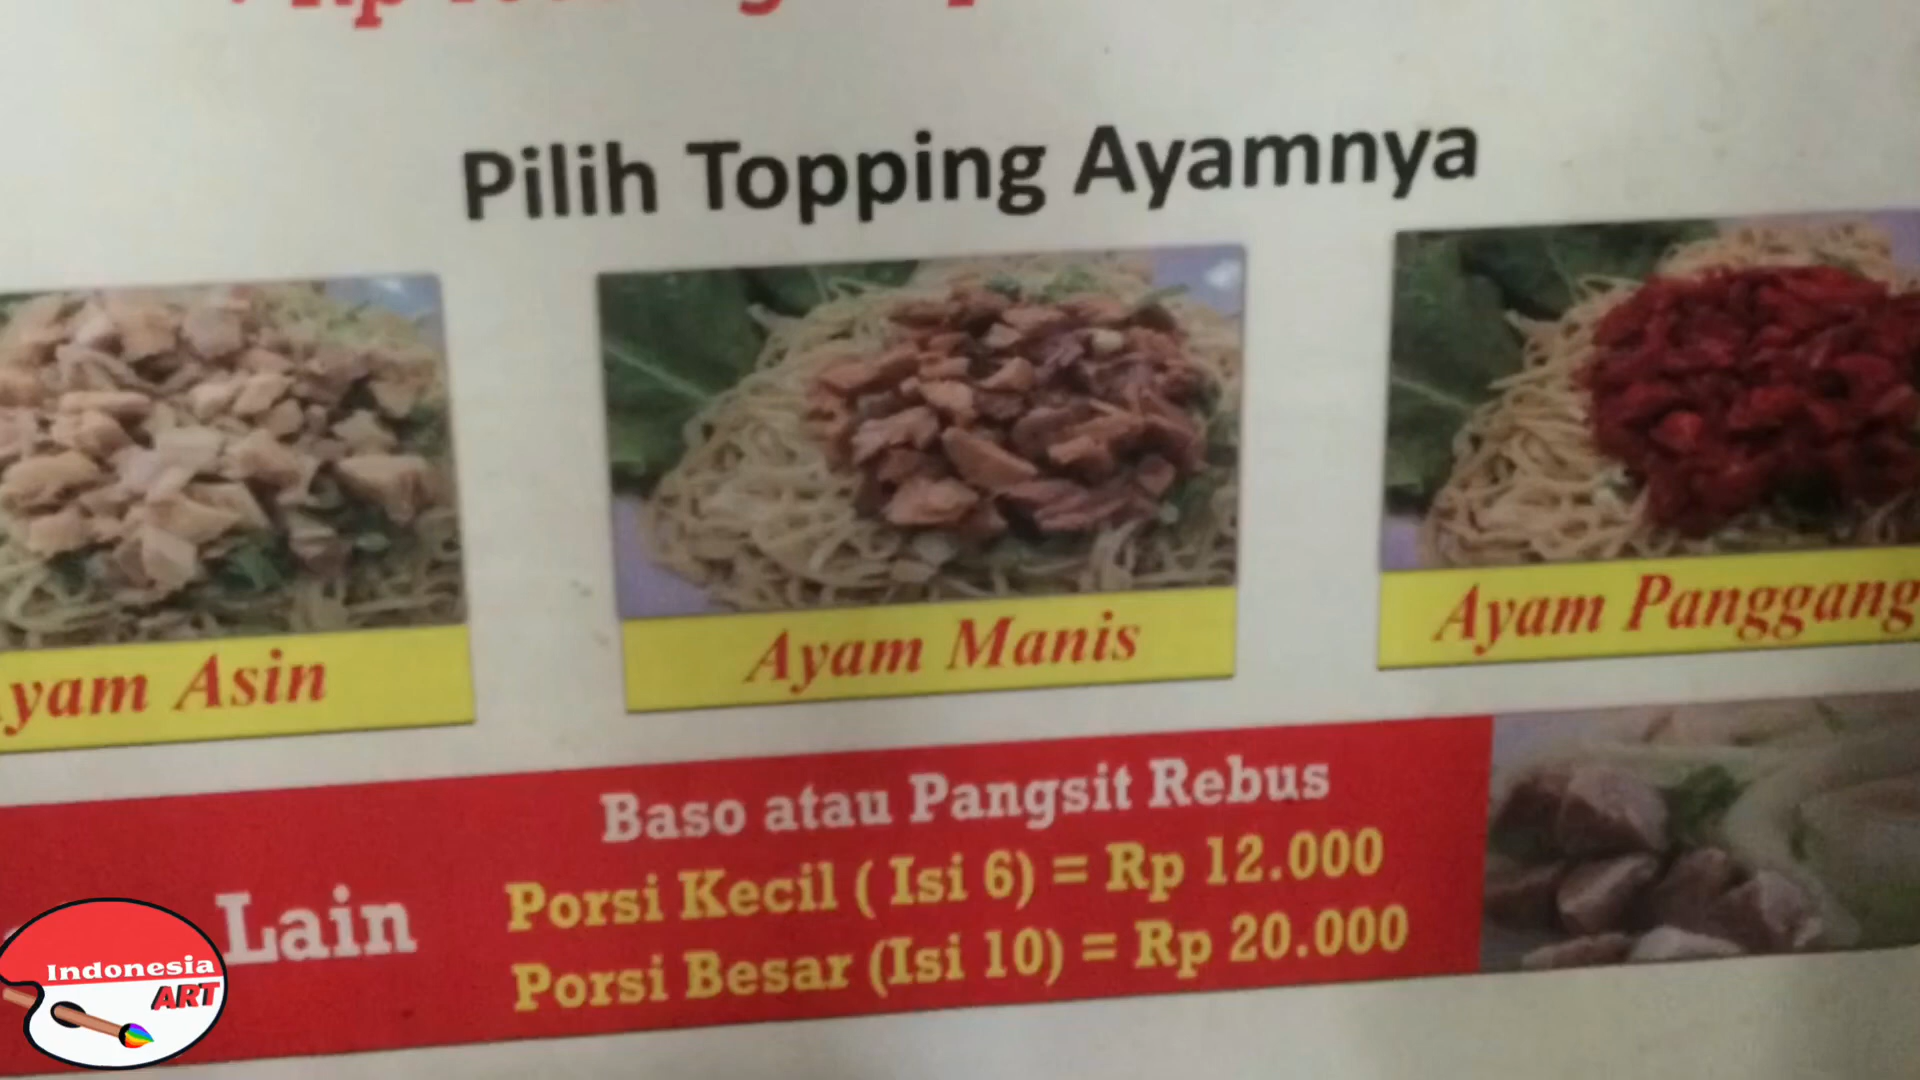 Pilih Topping Ayamnya
Ayam Manis
Ayam Panggang
yam Asin
Baso atau Pangsit Rebus
Porsi Kecil ( Isi 6) = Rp 12.000
Porsi Besar (Isi 10) = Rp 20.000
Lain
Indonesia
ART